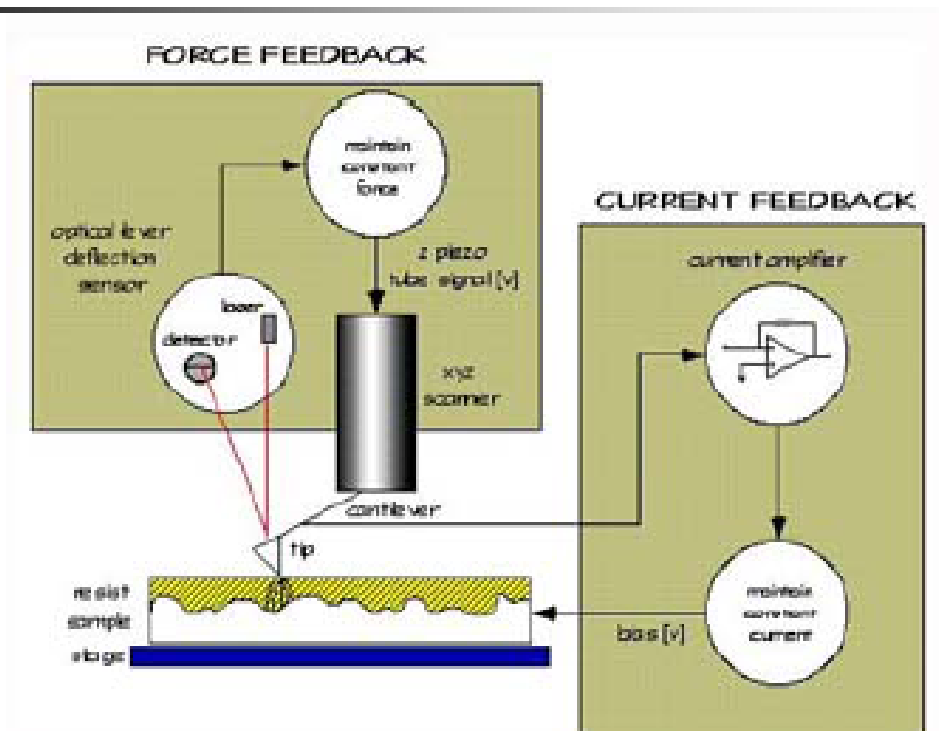 FORCE FEEDBACK
maintain
constant
force
CURRENT FEEDBACK
optical lever
deflection
sensor
z piezo
tube signal [v]
current amplifier
laser
detector
xyz
scanner
cantilever
tip
resist
sample
stage
bias [v]
maintain
constant
current